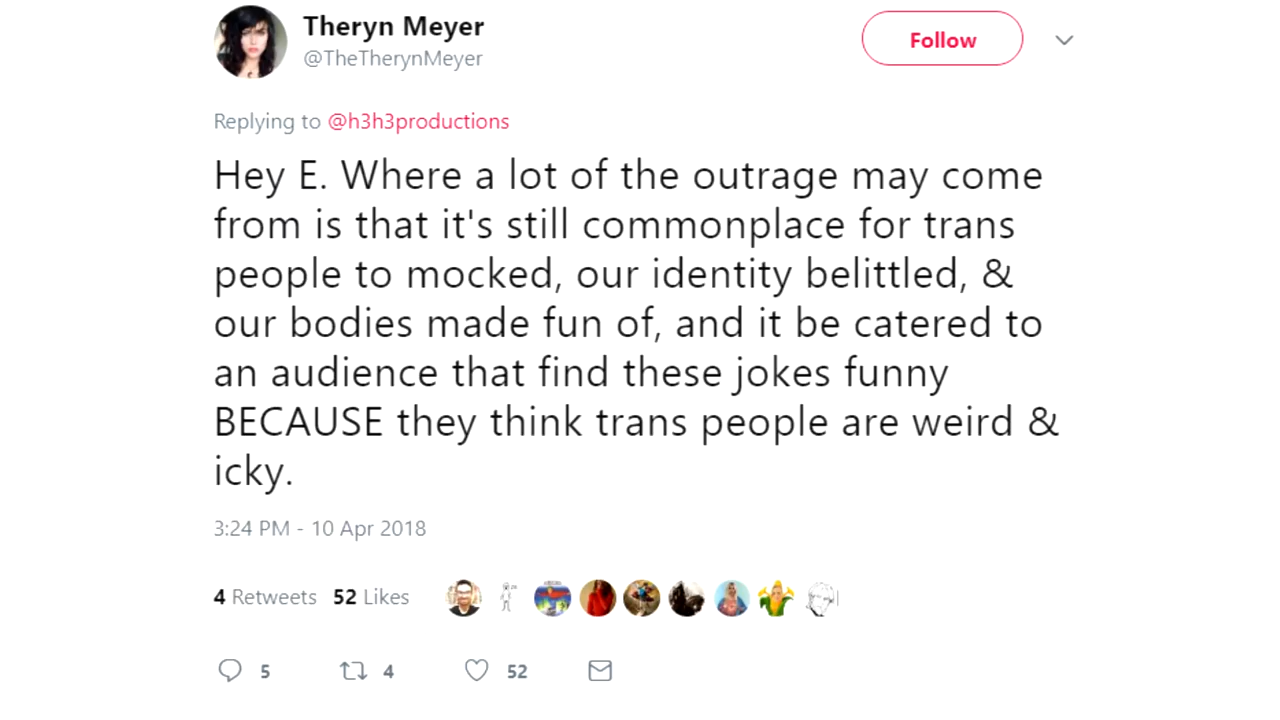 Theryn Meyer
@TheTherynMeyer
Follow
Replying to @h3h3productions
Hey E. Where a lot of the outrage may come
from is that it's still commonplace for trans
people to mocked, our identity belittled, &
our bodies made fun of, and it be catered to
an audience that find these jokes funny
BECAUSE they think trans people are weird &
icky.
3:24 PM - 10 Apr 2018
4 Retweets 52 Likes
5 4 52